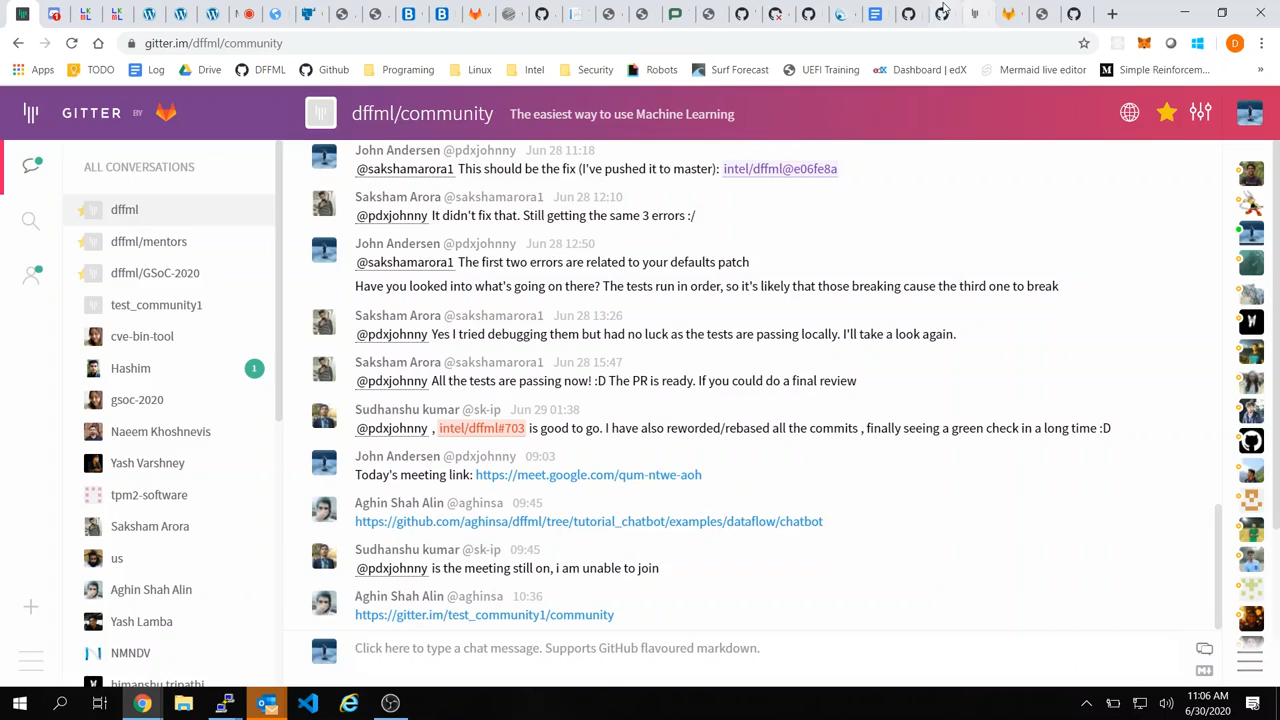 gitter.im/dffml/community
Apps
TODO
Log
Drive
DFFML
Github
Programing
Linux
Intel
Security
Robots
Surf Forecast
UEFI Training
edX
Dashboard | edX
Mermaid live editor
Simple Reinforcem...
»
GITTER BY
dffml/community
The easiest way to use Machine Learning
ALL CONVERSATIONS
dffml
dffml/mentors
dffml/GSoC-2020
test_community1
cve-bin-tool
Hashim
1
gsoc-2020
Naeem Khoshnevis
Yash Varshney
tpm2-software
Saksham Arora
us
Aghin Shah Alin
Yash Lamba
NMNDV
himanshu tripathi
John Andersen @pdxjohnny Jun 28 11:18
@sakshamarora1 This should be the fix (I've pushed it to master): intel/dffml@e06fe8a
Saksham Arora @sakshamarora1 Jun 28 12:10
@pdxjohnny It didn't fix that. Still getting the same 3 errors :/
John Andersen @pdxjohnny Jun 28 12:50
@sakshamarora1 The first two errors are related to your defaults patch
Have you looked into what's going on there? The tests run in order, so it's likely that those breaking cause the third one to break
Saksham Arora @sakshamarora1 Jun 28 13:26
@pdxjohnny Yes I tried debugging them but had no luck as the tests are passing locally. I'll take a look again.
Saksham Arora @sakshamarora1 Jun 28 15:47
@pdxjohnny All the tests are passing now! :D The PR is ready. If you could do a final review
Sudhanshu kumar @sk-ip Jun 29 01:38
@pdxjohnny , intel/dffml#703 is good to go. I have also reworded/rebased all the commits , finally seeing a green check in a long time :D
John Andersen @pdxjohnny 09:03
Today's meeting link: https://meet.google.com/qum-ntwe-aoh
Aghin Shah Alin @aghinsa 09:45
https://github.com/aghinsa/dffml/tree/tutorial_chatbot/examples/dataflow/chatbot
Sudhanshu kumar @sk-ip 09:45
@pdxjohnny is the meeting still on, i am unable to join
Aghin Shah Alin @aghinsa 10:36
https://gitter.im/test_community1/community
Click here to type a chat message. Supports GitHub flavoured markdown.
11:06 AM
6/30/2020